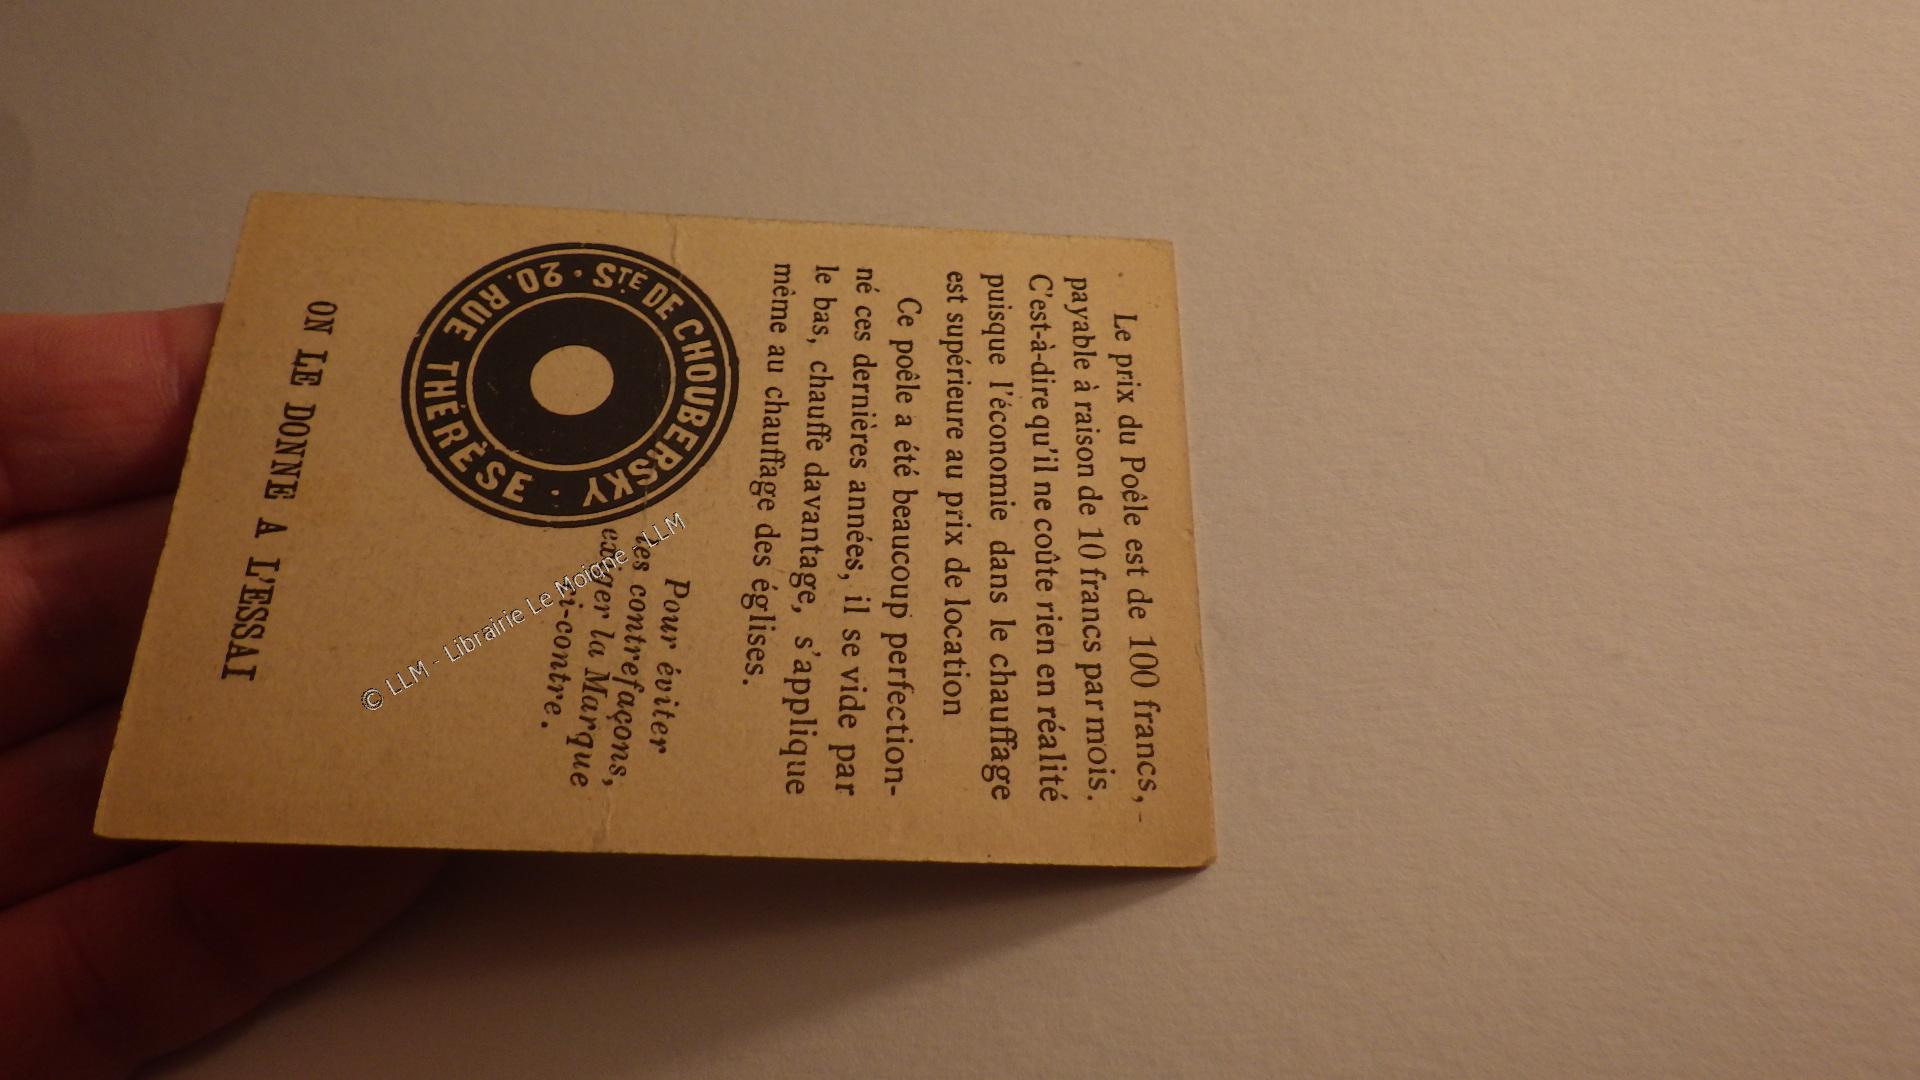 Le prix du Poêle est de 100 francs,-
payable à raison de 10 francs par mois.
C'est-à-dire qu'il ne coûte rien en réalité
puisque l'économie dans le chauffage
est supérieure au prix de location
Ce poêle a été beaucoup perfection-
né ces dernières années, il se vide par
le bas, chauffe davantage, s'applique
même au chauffage des églises.
STÉ DE CHOUBERSKY · 20. RUE THÉRÈSE ·
Pour éviter
les contrefaçons,
exiger la Marque
ci-contre.
ON LE DONNE A L'ESSAI
© LLM - Librairie Le Moigne - LLM